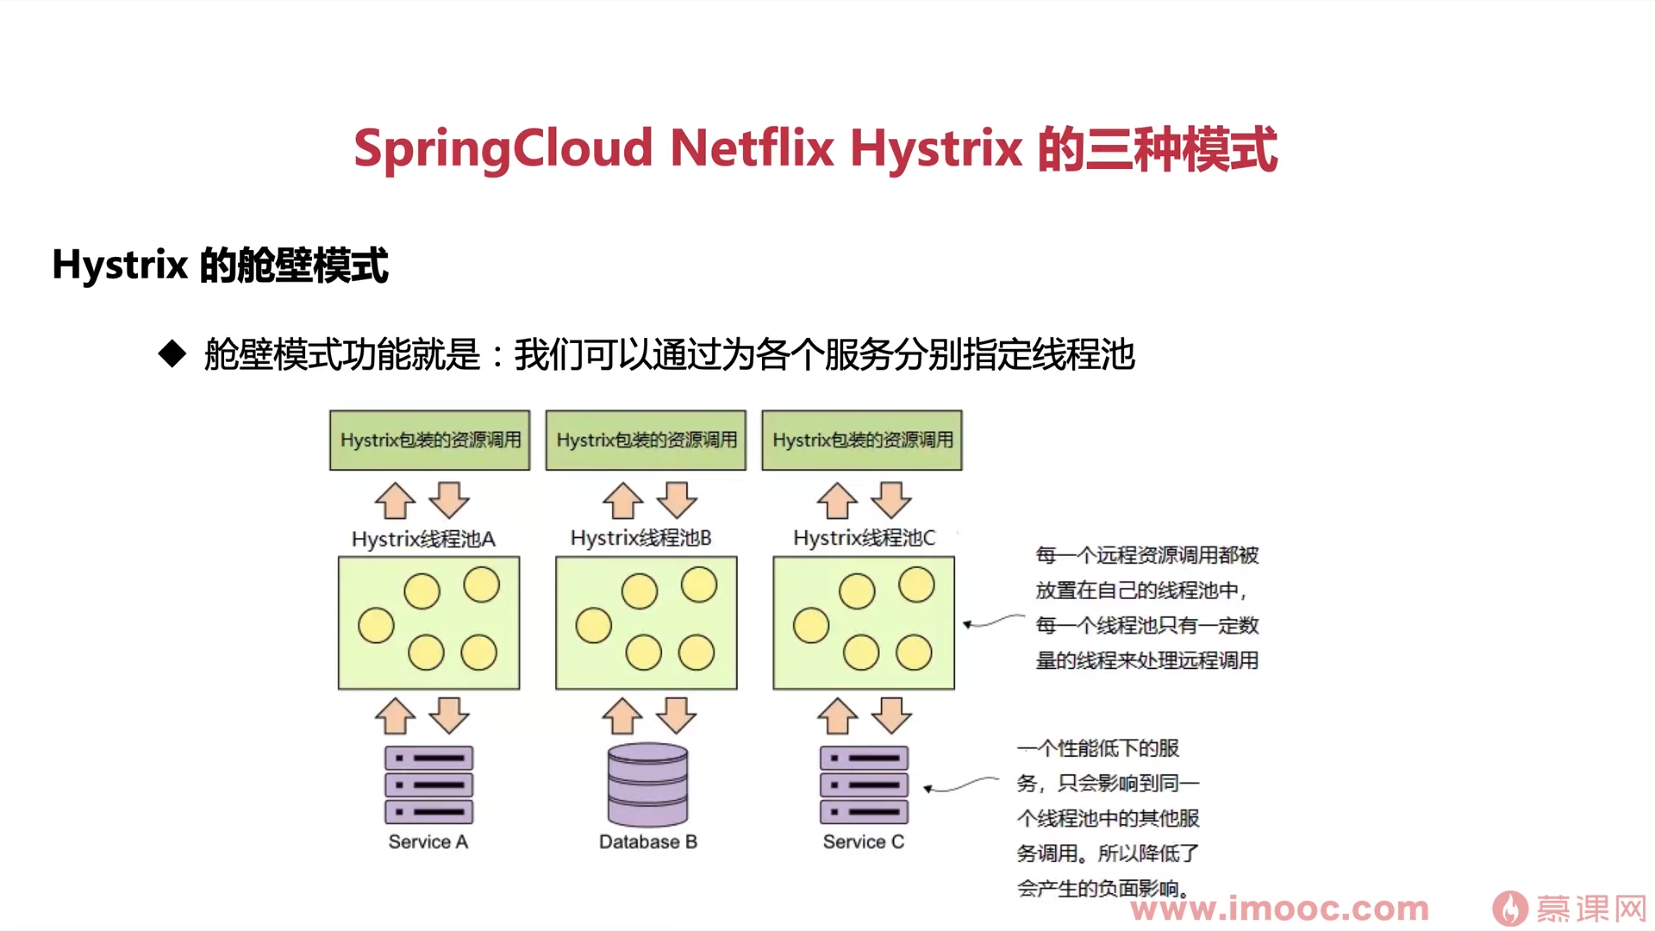 SpringCloud Netflix Hystrix 的三种模式
Hystrix 的舱壁模式
◆ 舱壁模式功能就是：我们可以通过为各个服务分别指定线程池
Hystrix包装的资源调用 Hystrix包装的资源调用 Hystrix包装的资源调用
Hystrix线程池A Hystrix线程池B Hystrix线程池C
每一个远程资源调用都被
放置在自己的线程池中，
每一个线程池只有一定数
量的线程来处理远程调用
Service A Database B Service C
一个性能低下的服
务，只会影响到同一
个线程池中的其他服
务调用。所以降低了
会产生的负面影响。
www.imooc.com 慕课网